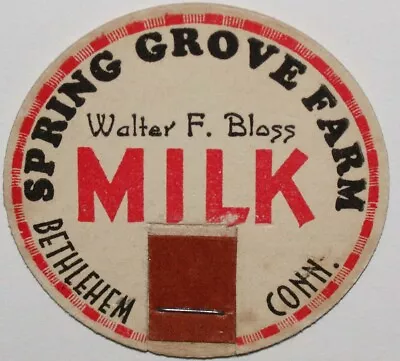 SPRING GROVE FARM
Walter F. Bloss
MILK
BETHLEHEM CONN.